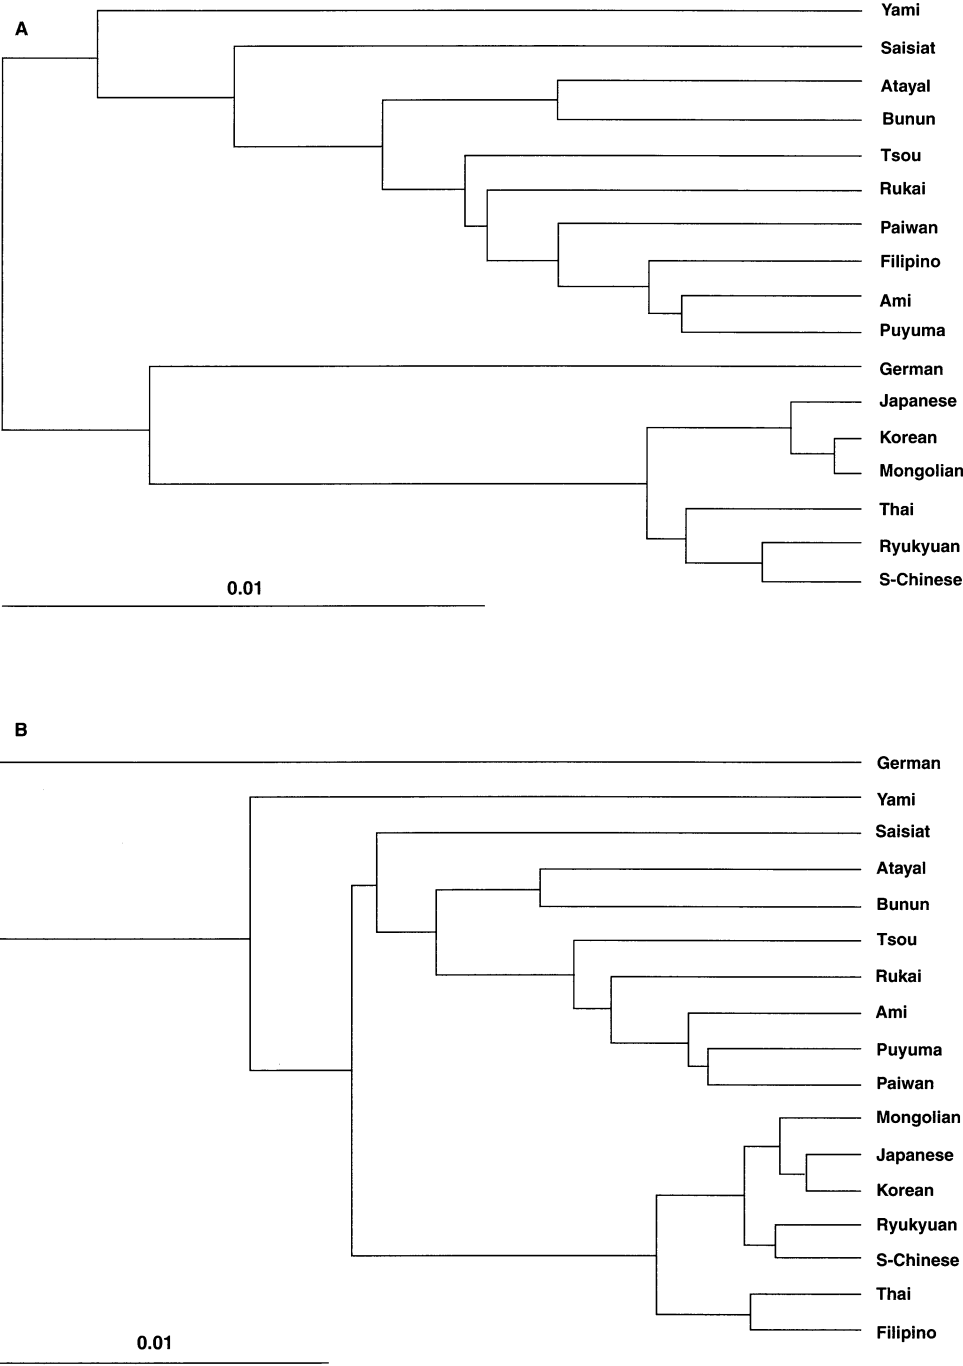 A
Yami
Saisiat
Atayal
Bunun
Tsou
Rukai
Paiwan
Filipino
Ami
Puyuma
German
Japanese
Korean
Mongolian
Thai
Ryukyuan
S-Chinese
0.01
B
German
Yami
Saisiat
Atayal
Bunun
Tsou
Rukai
Ami
Puyuma
Paiwan
Mongolian
Japanese
Korean
Ryukyuan
S-Chinese
Thai
Filipino
0.01